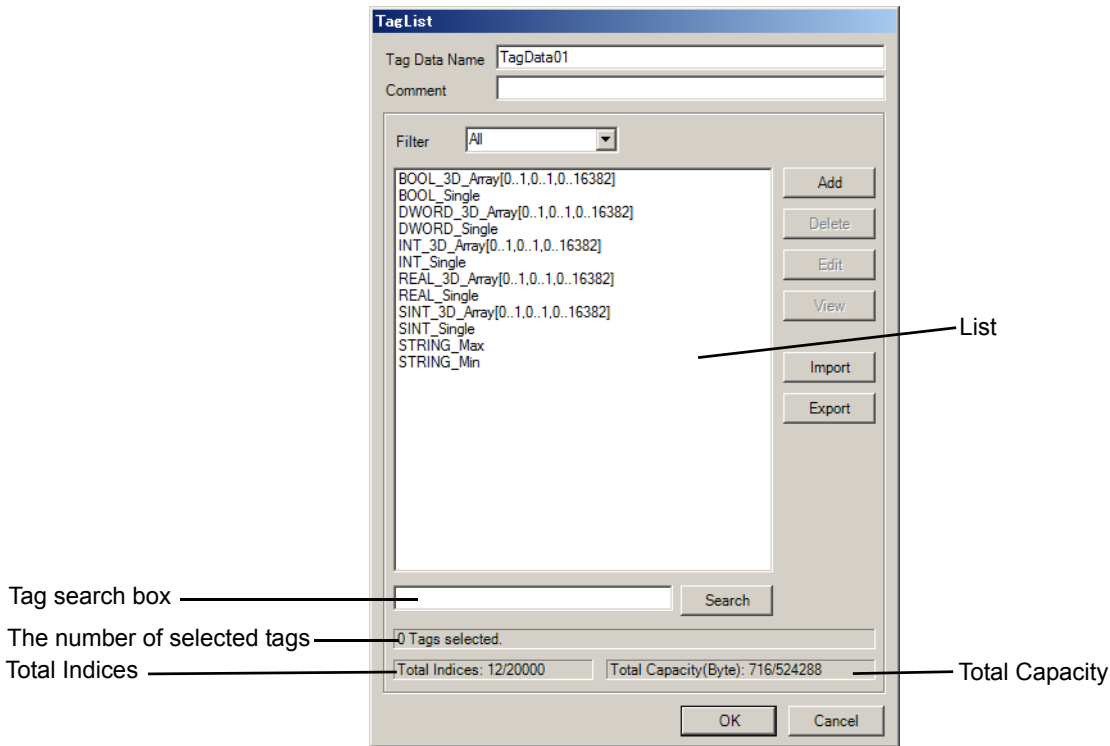 TagList
Tag Data Name TagData01
Comment
Filter All
BOOL_3D_Array[0..1,0..1,0..16382]
BOOL_Single
DWORD_3D_Array[0..1,0..1,0..16382]
DWORD_Single
INT_3D_Array[0..1,0..1,0..16382]
INT_Single
REAL_3D_Array[0..1,0..1,0..16382]
REAL_Single
SINT_3D_Array[0..1,0..1,0..16382]
SINT_Single
STRING_Max
STRING_Min
Add
Delete
Edit
View
Import
Export
List
Tag search box
Search
The number of selected tags
0 Tags selected.
Total Indices
Total Indices: 12/20000
Total Capacity(Byte): 716/524288
Total Capacity
OK
Cancel